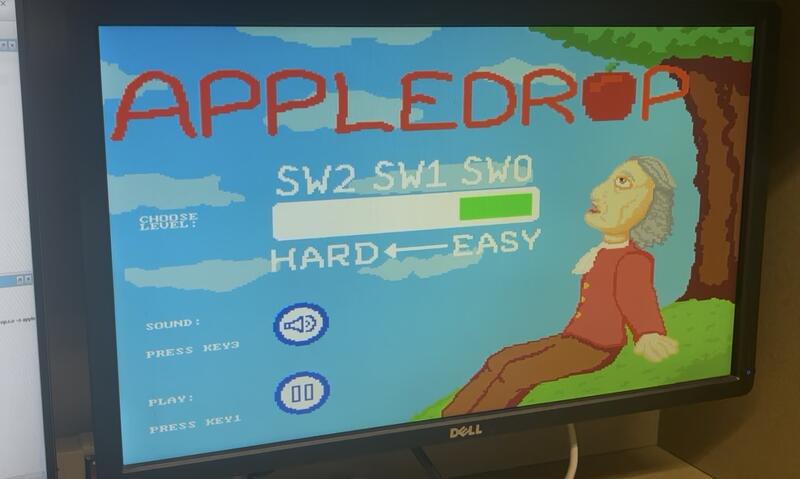 APPLEDROP
SW2 SW1 SW0
CHOOSE
LEVEL:
HARD ← EASY
SOUND:
PRESS KEY3
PLAY:
PRESS KEY1
DELL